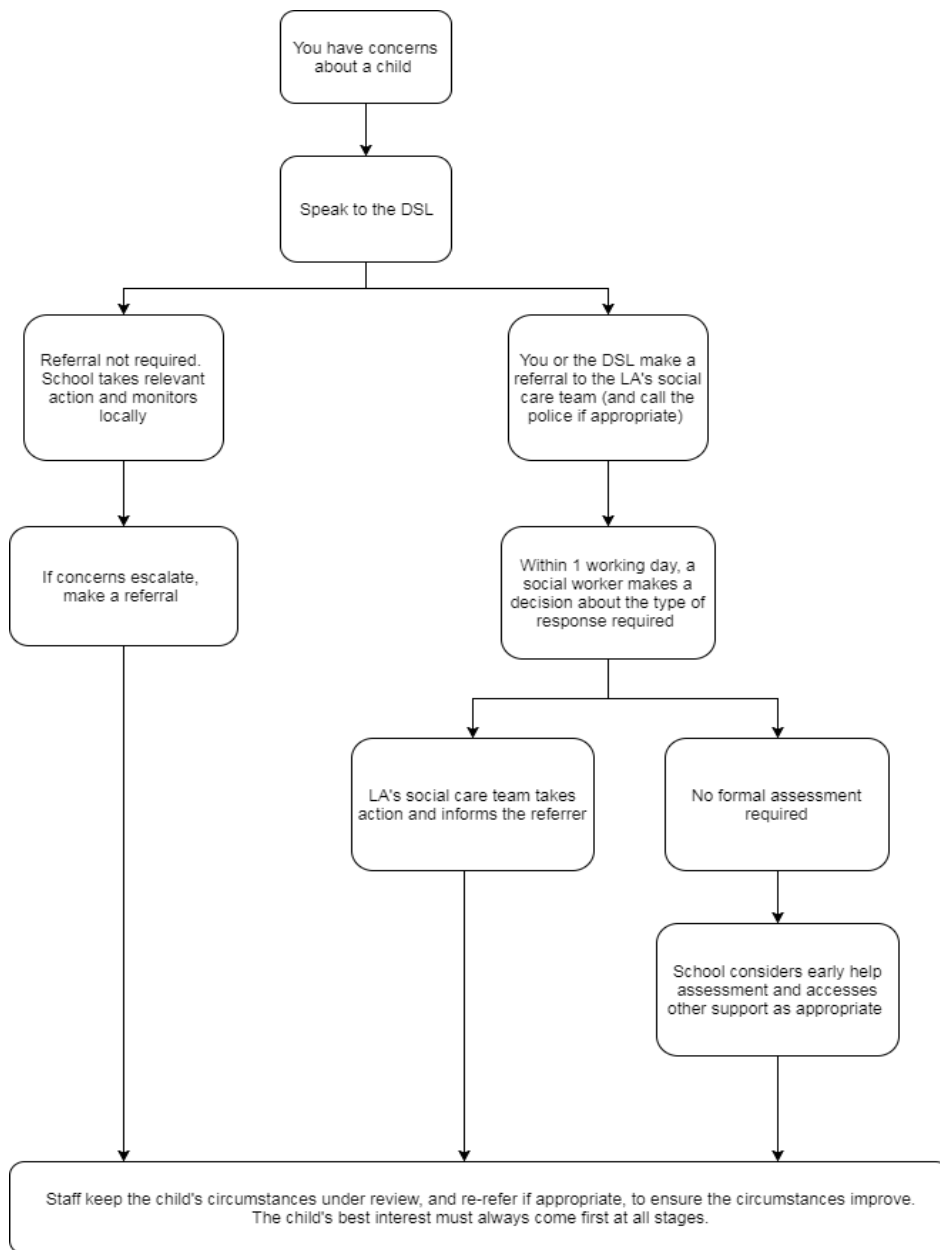 You have concerns
about a child
Speak to the DSL
Referral not required.
School takes relevant
action and monitors
locally
You or the DSL make a
referral to the LA's social
care team (and call the
police if appropriate)
If concerns escalate,
make a referral
Within 1 working day, a
social worker makes a
decision about the type of
response required
LA's social care team takes
action and informs the referrer
No formal assessment
required
School considers early help
assessment and accesses
other support as appropriate
Staff keep the child's circumstances under review, and re-refer if appropriate, to ensure the circumstances improve.
The child's best interest must always come first at all stages.